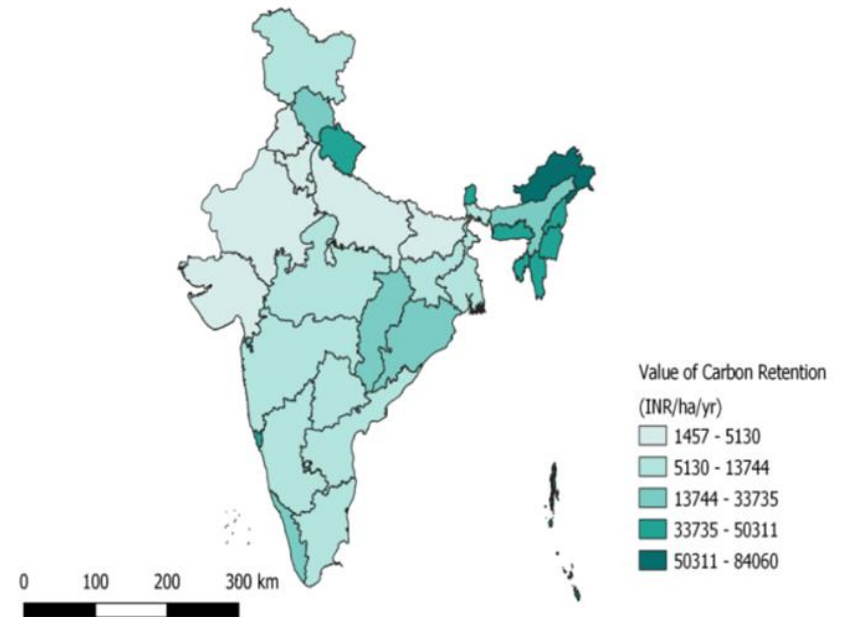 Value of Carbon Retention
(INR/ha/yr)
1457 - 5130
5130 - 13744
13744 - 33735
33735 - 50311
50311 - 84060
0 100 200 300 km